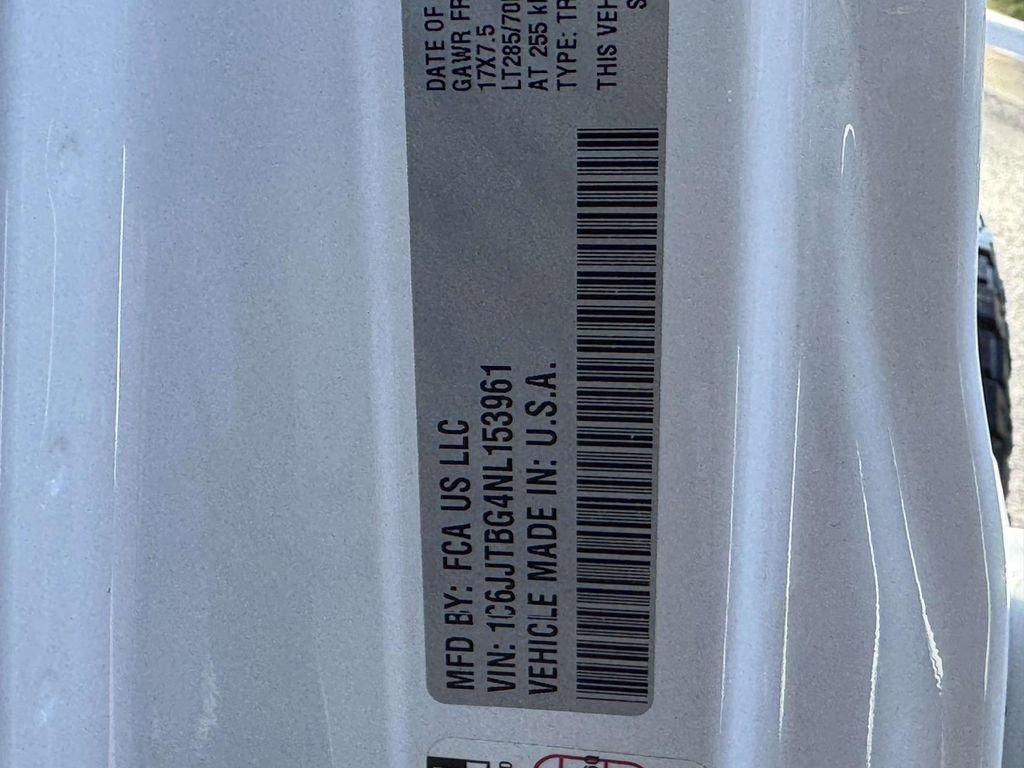 MFD BY: FCA US LLC
VIN: 1C6JJTBG4NL153961
VEHICLE MADE IN: U.S.A.
DATE OF
GAWR FR
17X7.5
LT285/70
AT 255 k
TYPE: TR
THIS VEH